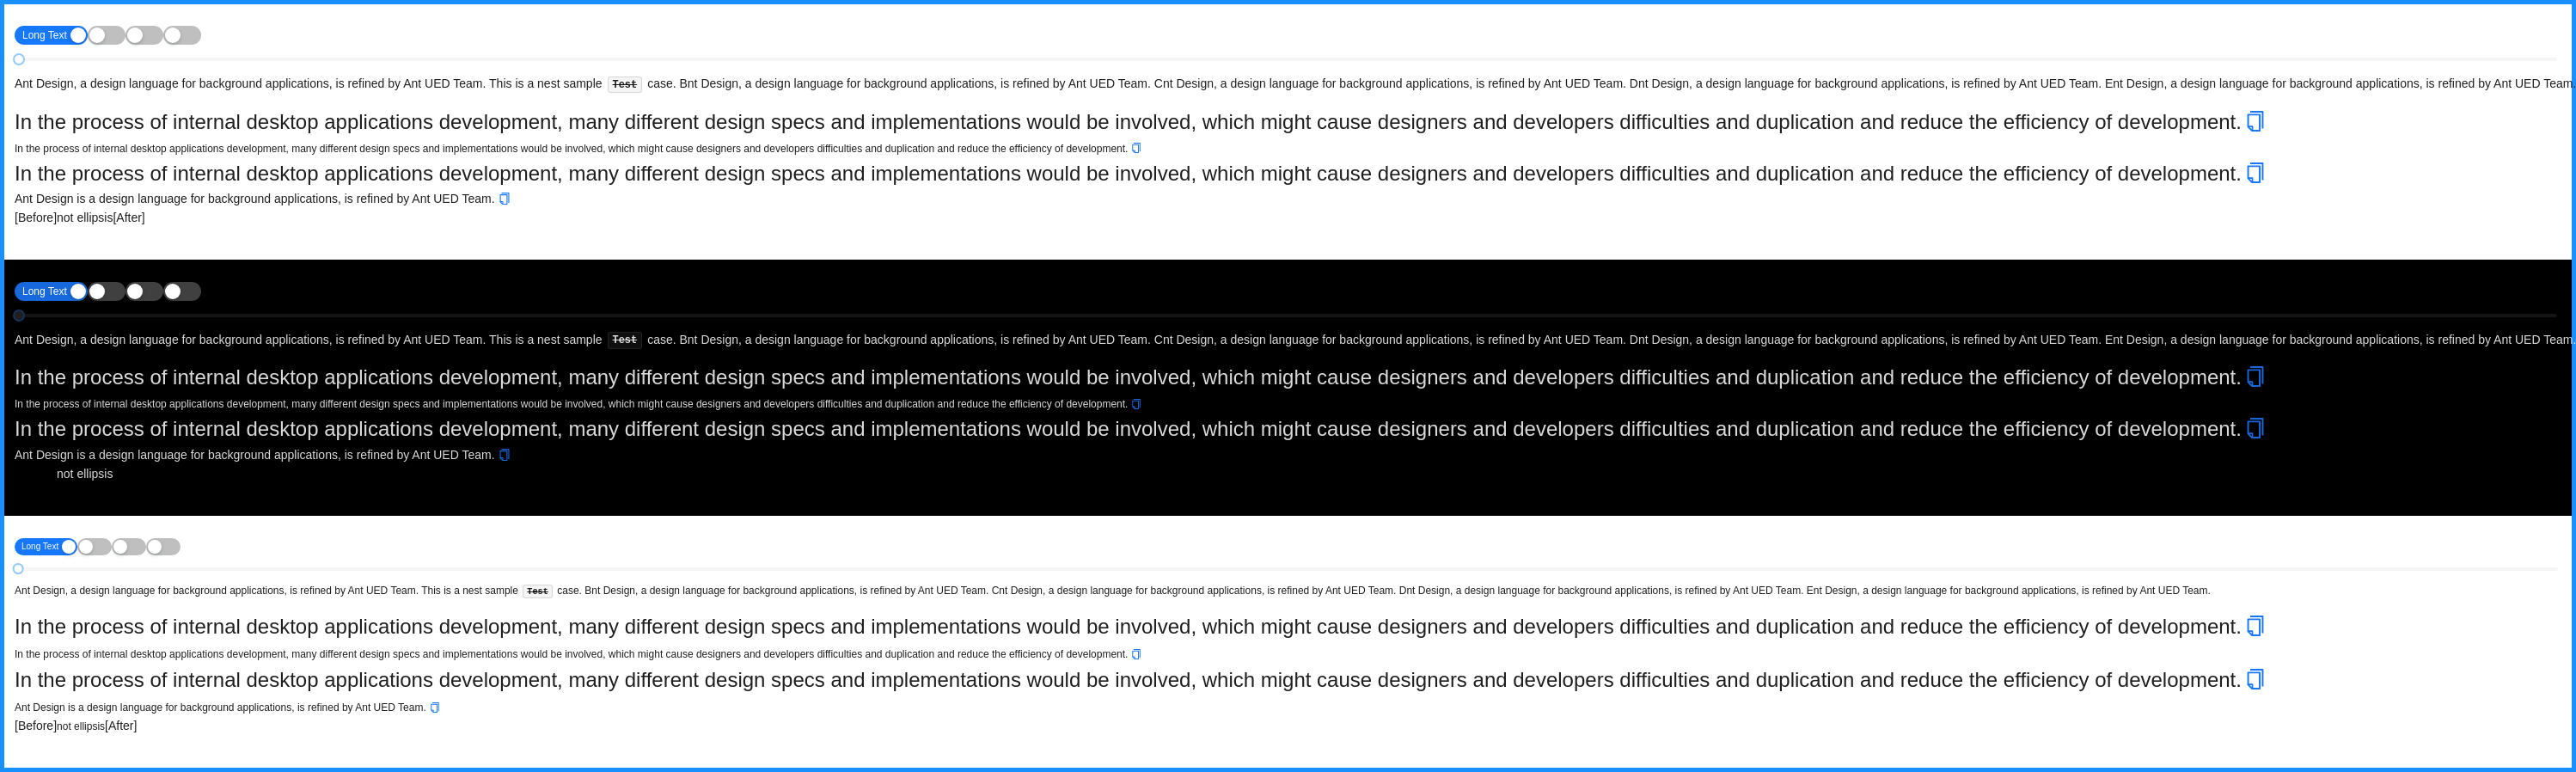 Long Text
Ant Design, a design language for background applications, is refined by Ant UED Team. This is a nest sample Test case. Bnt Design, a design language for background applications, is refined by Ant UED Team. Cnt Design, a design language for background applications, is refined by Ant UED Team. Dnt Design, a design language for background applications, is refined by Ant UED Team. Ent Design, a design language for background applications, is refined by Ant UED Team.
In the process of internal desktop applications development, many different design specs and implementations would be involved, which might cause designers and developers difficulties and duplication and reduce the efficiency of development.
In the process of internal desktop applications development, many different design specs and implementations would be involved, which might cause designers and developers difficulties and duplication and reduce the efficiency of development.
In the process of internal desktop applications development, many different design specs and implementations would be involved, which might cause designers and developers difficulties and duplication and reduce the efficiency of development.
Ant Design is a design language for background applications, is refined by Ant UED Team.
[Before]not ellipsis[After]
Long Text
Ant Design, a design language for background applications, is refined by Ant UED Team. This is a nest sample Test case. Bnt Design, a design language for background applications, is refined by Ant UED Team. Cnt Design, a design language for background applications, is refined by Ant UED Team. Dnt Design, a design language for background applications, is refined by Ant UED Team. Ent Design, a design language for background applications, is refined by Ant UED Team.
In the process of internal desktop applications development, many different design specs and implementations would be involved, which might cause designers and developers difficulties and duplication and reduce the efficiency of development.
In the process of internal desktop applications development, many different design specs and implementations would be involved, which might cause designers and developers difficulties and duplication and reduce the efficiency of development.
In the process of internal desktop applications development, many different design specs and implementations would be involved, which might cause designers and developers difficulties and duplication and reduce the efficiency of development.
Ant Design is a design language for background applications, is refined by Ant UED Team.
not ellipsis
Long Text
Ant Design, a design language for background applications, is refined by Ant UED Team. This is a nest sample Test case. Bnt Design, a design language for background applications, is refined by Ant UED Team. Cnt Design, a design language for background applications, is refined by Ant UED Team. Dnt Design, a design language for background applications, is refined by Ant UED Team. Ent Design, a design language for background applications, is refined by Ant UED Team.
In the process of internal desktop applications development, many different design specs and implementations would be involved, which might cause designers and developers difficulties and duplication and reduce the efficiency of development.
In the process of internal desktop applications development, many different design specs and implementations would be involved, which might cause designers and developers difficulties and duplication and reduce the efficiency of development.
In the process of internal desktop applications development, many different design specs and implementations would be involved, which might cause designers and developers difficulties and duplication and reduce the efficiency of development.
Ant Design is a design language for background applications, is refined by Ant UED Team.
[Before]not ellipsis[After]